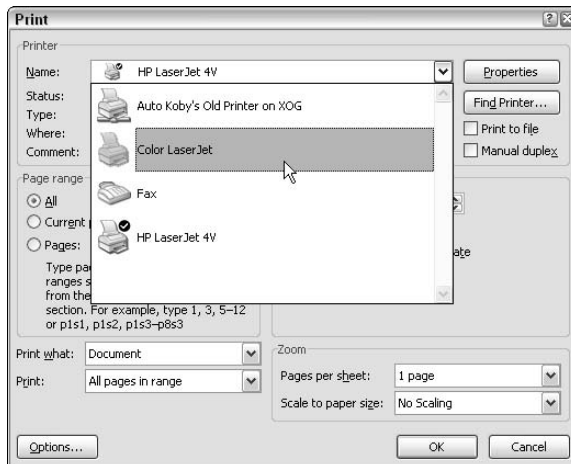 Print
Printer
Name: HP LaserJet 4V
Properties
Status:
Type:
Where:
Comment:
Auto Koby's Old Printer on XOG
Color LaserJet
Fax
HP LaserJet 4V
Find Printer...
Print to file
Manual duplex
Page range
All
Current
Pages:
Type
ranges
from the
section. For example, type 1, 3, 5–12
or p1s1, p1s2, p1s3–p8s3
Print what: Document
Print: All pages in range
Zoom
Pages per sheet: 1 page
Scale to paper size: No Scaling
Options...
OK
Cancel